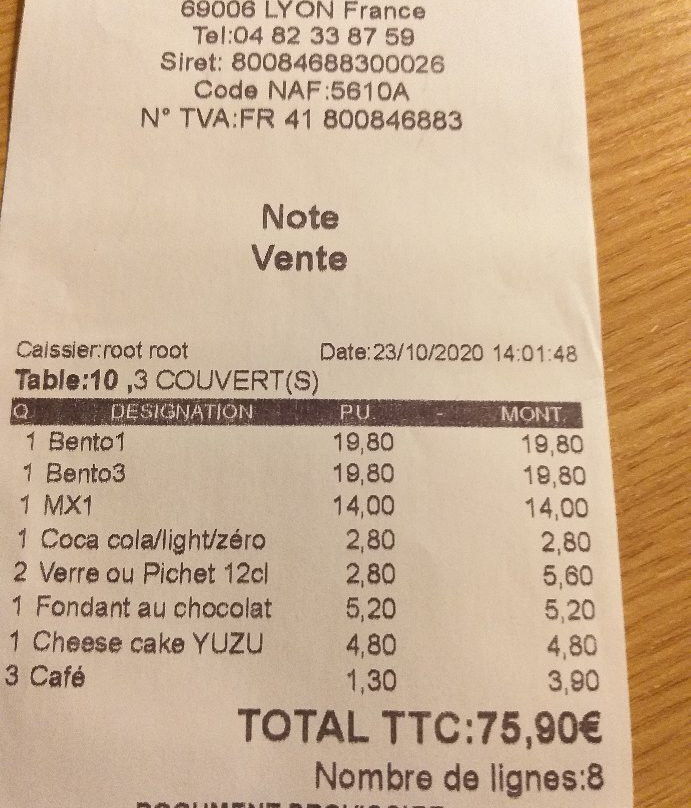 69006 LYON France
Tel:04 82 33 87 59
Siret: 80084688300026
Code NAF:5610A
N° TVA:FR 41 800846883
Note
Vente
Caissier:root root Date:23/10/2020 14:01:48
Table:10 ,3 COUVERT(S)
Q. DESIGNATION P.U. - MONT.
1 Bento1 19,80 19,80
1 Bento3 19,80 19,80
1 MX1 14,00 14,00
1 Coca cola/light/zéro 2,80 2,80
2 Verre ou Pichet 12cl 2,80 5,60
1 Fondant au chocolat 5,20 5,20
1 Cheese cake YUZU 4,80 4,80
3 Café 1,30 3,90
TOTAL TTC:75,90€
Nombre de lignes:8
DOCUMENT PROVISOIRE